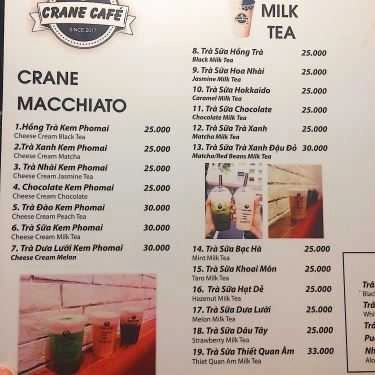 CRANE CAFÉ
SINCE 2017
CRANE
MACCHIATO
1.Hồng Trà Kem Phomai 25.000
Cheese Cream Black Tea
2.Trà Xanh Kem Phomai 25.000
Cheese Cream Matcha
3. Trà Nhài Kem Phomai 25.000
Cheese Cream Jasmine Tea
4. Chocolate Kem Phomai 25.000
Cheese Cream Chocolate
5. Trà Đào Kem Phomai 30.000
Cheese Cream Peach Tea
6. Trà Sữa Kem Phomai 30.000
Cheese Cream Milk Tea
7. Trà Dưa Lưới Kem Phomai 30.000
Cheese Cream Melon
MILK
TEA
8. Trà Sữa Hồng Trà 25.000
Black Milk Tea
9. Trà Sữa Hoa Nhài 25.000
Jasmine Milk Tea
10. Trà Sữa Hokkaido 25.000
Caramel Milk Tea
11. Trà Sữa Chocolate 25.000
Chocolate Milk Tea
12. Trà Sữa Trà Xanh 25.000
Matcha Milk Tea
13. Trà Sữa Trà Xanh Đậu Đỏ 30.000
Matcha/Red Beans Milk Tea
14. Trà Sữa Bạc Hà 25.000
Mint Milk Tea
15. Trà Sữa Khoai Môn 25.000
Taro Milk Tea
16. Trà Sữa Hạt Dẻ 25.000
Hazenut Milk Tea
17. Trà Sữa Dưa Lưới 25.000
Melon Milk Tea
18. Trà Sữa Dâu Tây 25.000
Strawberry Milk Tea
19. Trà Sữa Thiết Quan Âm 33.000
Thiet Quan Am Milk Tea
Trà
Blac
Trà
Whi
Trà
Pu
Nh
Alo